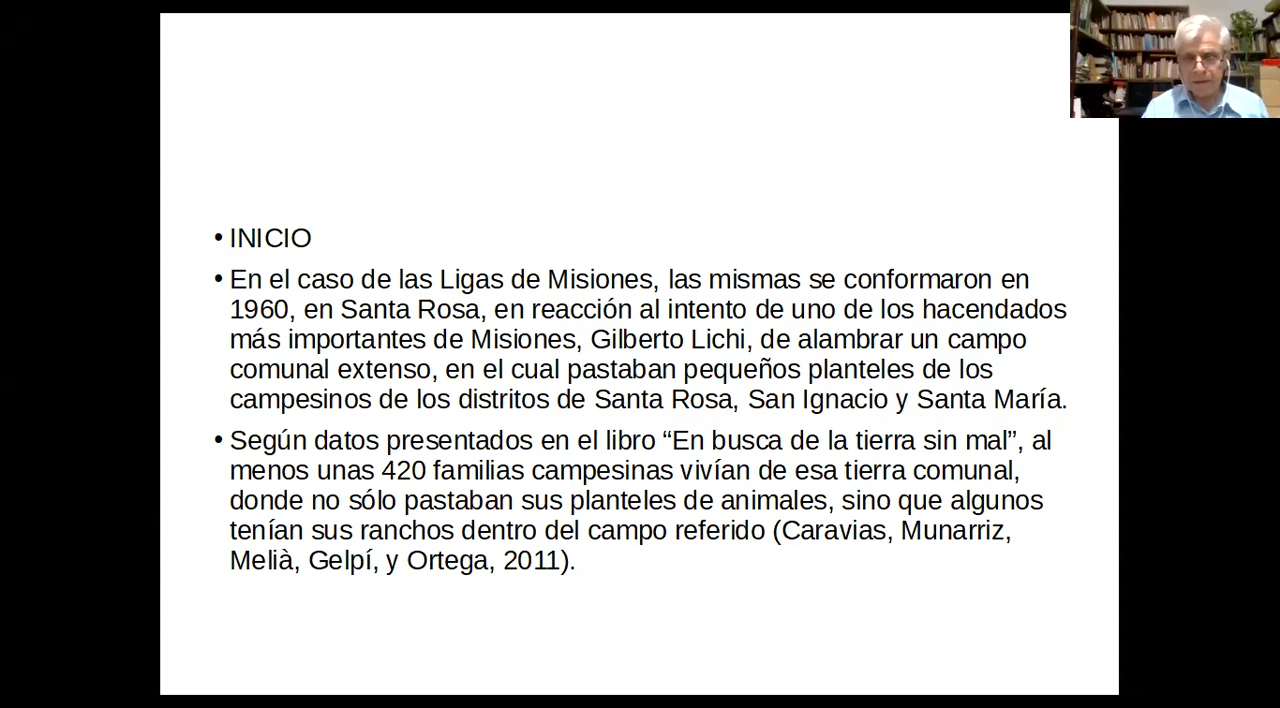 • INICIO
• En el caso de las Ligas de Misiones, las mismas se conformaron en
1960, en Santa Rosa, en reacción al intento de uno de los hacendados
más importantes de Misiones, Gilberto Lichi, de alambrar un campo
comunal extenso, en el cual pastaban pequeños planteles de los
campesinos de los distritos de Santa Rosa, San Ignacio y Santa María.
• Según datos presentados en el libro “En busca de la tierra sin mal”, al
menos unas 420 familias campesinas vivían de esa tierra comunal,
donde no sólo pastaban sus planteles de animales, sino que algunos
tenían sus ranchos dentro del campo referido (Caravias, Munarriz,
Melià, Gelpí, y Ortega, 2011).